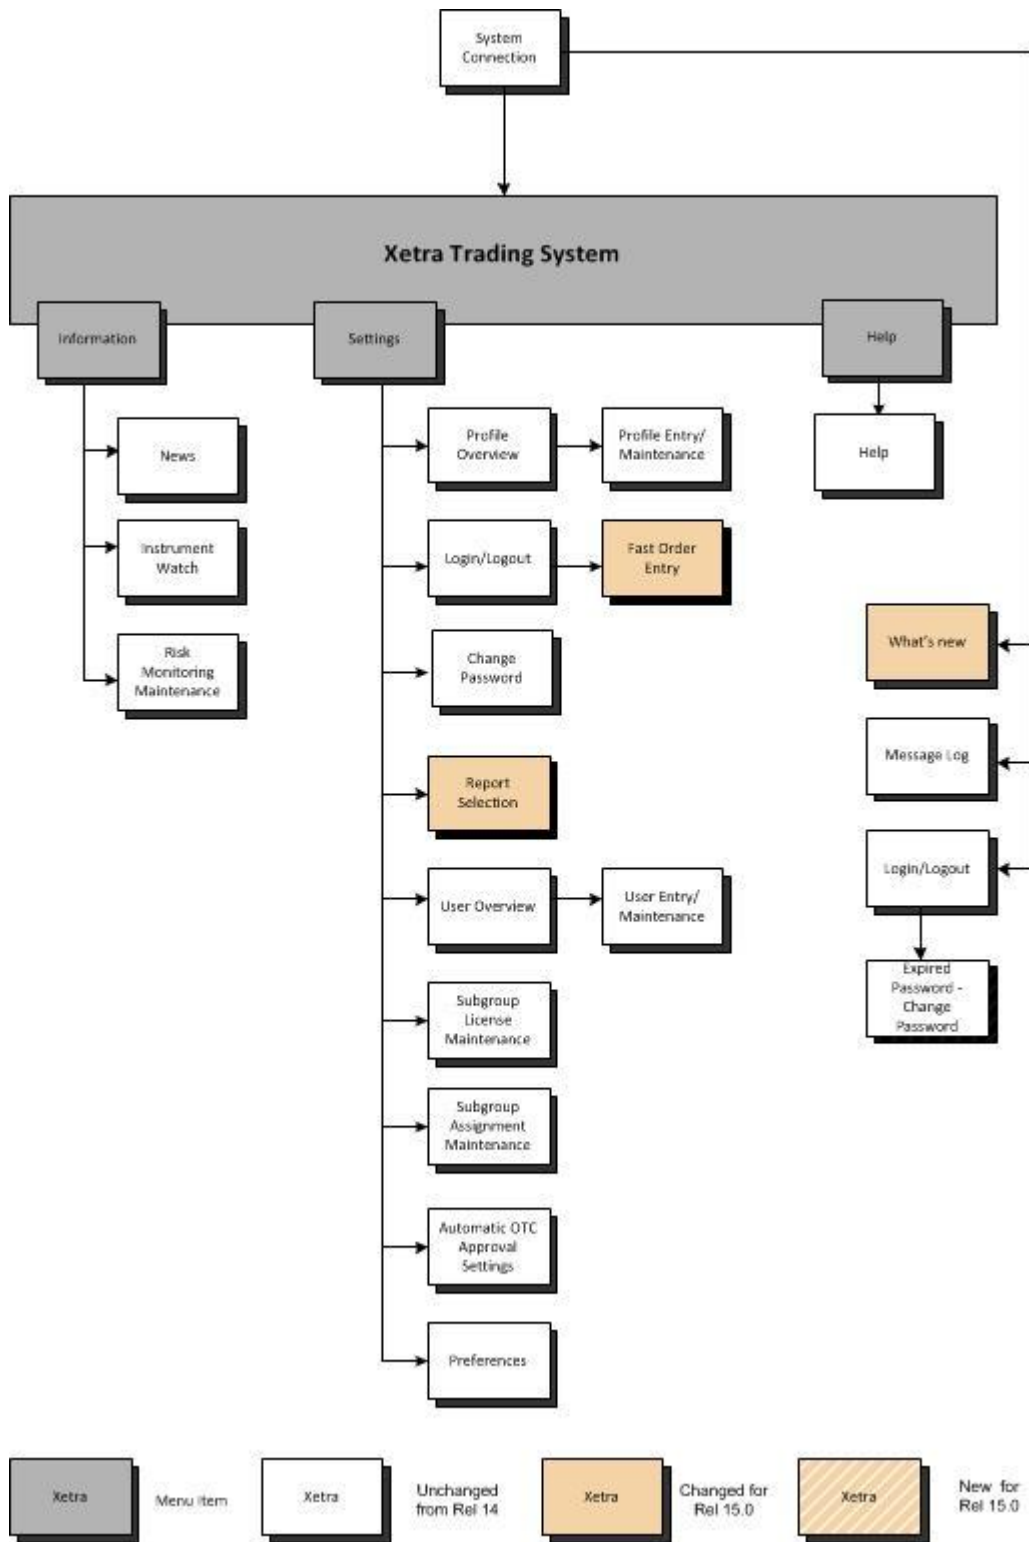 System
Connection
Xetra Trading System
Information
Settings
Help
News
Instrument
Watch
Risk
Monitoring
Maintenance
Profile
Overview
Profile Entry/
Maintenance
Login/Logout
Fast Order
Entry
Change
Password
Report
Selection
User Overview
User Entry/
Maintenance
Subgroup
License
Maintenance
Subgroup
Assignment
Maintenance
Automatic OTC
Approval
Settings
Preferences
Help
What's new
Message Log
Login/Logout
Expired
Password -
Change
Password
Xetra
Menu Item
Xetra
Unchanged
from Rel 14
Xetra
Changed for
Rel 15.0
Xetra
New for
Rel 15.0